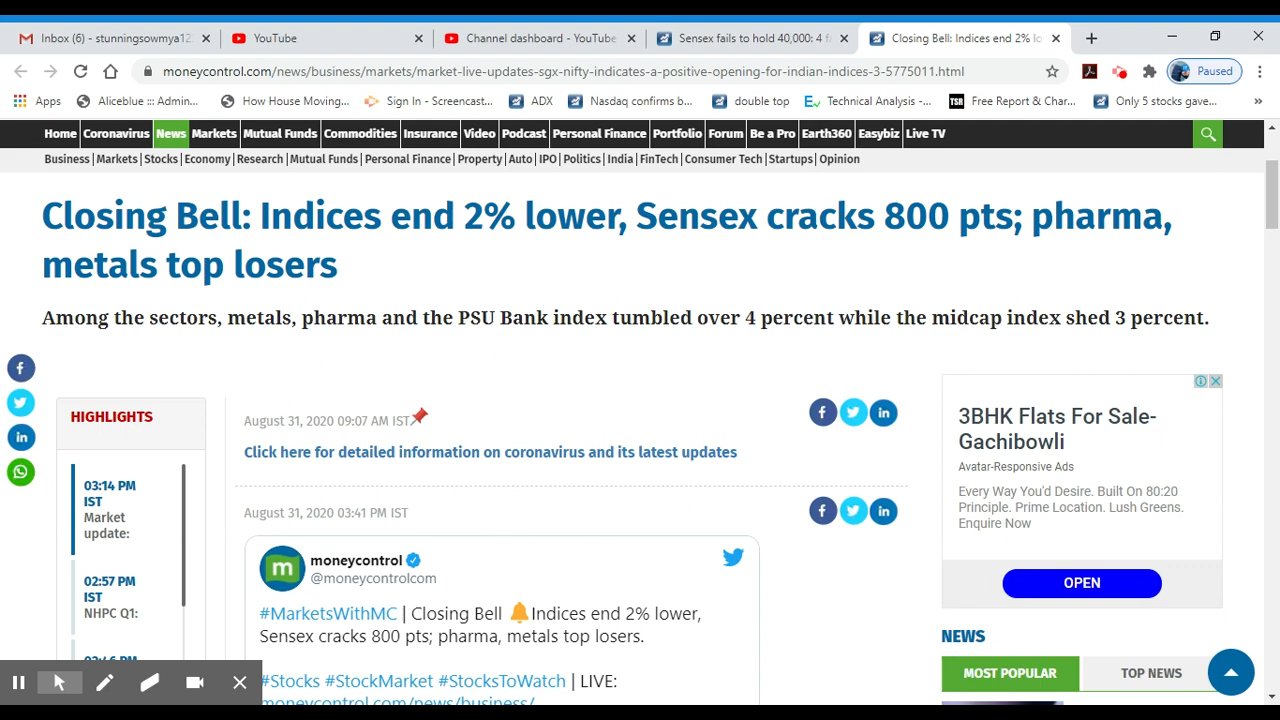 Inbox (6) - stunningsowmya12
YouTube
Channel dashboard - YouTube
Sensex fails to hold 40,000: 4 f
Closing Bell: Indices end 2% lo
moneycontrol.com/news/business/markets/market-live-updates-sgx-nifty-indicates-a-positive-opening-for-indian-indices-3-5775011.html
Paused
Apps
Aliceblue ::: Admin...
How House Moving...
Sign In - Screencast...
ADX
Nasdaq confirms b...
double top
Technical Analysis -...
TSR
Free Report & Char...
Only 5 stocks gave...
»
Home Coronavirus News Markets Mutual Funds Commodities Insurance Video Podcast Personal Finance Portfolio Forum Be a Pro Earth360 Easybiz Live TV
Business | Markets | Stocks | Economy | Research | Mutual Funds | Personal Finance | Property | Auto | IPO | Politics | India | FinTech | Consumer Tech | Startups | Opinion
Closing Bell: Indices end 2% lower, Sensex cracks 800 pts; pharma,
metals top losers
Among the sectors, metals, pharma and the PSU Bank index tumbled over 4 percent while the midcap index shed 3 percent.
HIGHLIGHTS
03:14 PM
IST
Market
update:
02:57 PM
IST
NHPC Q1:
August 31, 2020 09:07 AM IST
Click here for detailed information on coronavirus and its latest updates
August 31, 2020 03:41 PM IST
moneycontrol
@moneycontrolcom
#MarketsWithMC | Closing Bell 🔔Indices end 2% lower,
Sensex cracks 800 pts; pharma, metals top losers.
#Stocks #StockMarket #StocksToWatch | LIVE:
moneycontrol.com/news/business/
3BHK Flats For Sale-
Gachibowli
Avatar-Responsive Ads
Every Way You'd Desire. Built On 80:20
Principle. Prime Location. Lush Greens.
Enquire Now
OPEN
NEWS
MOST POPULAR
TOP NEWS